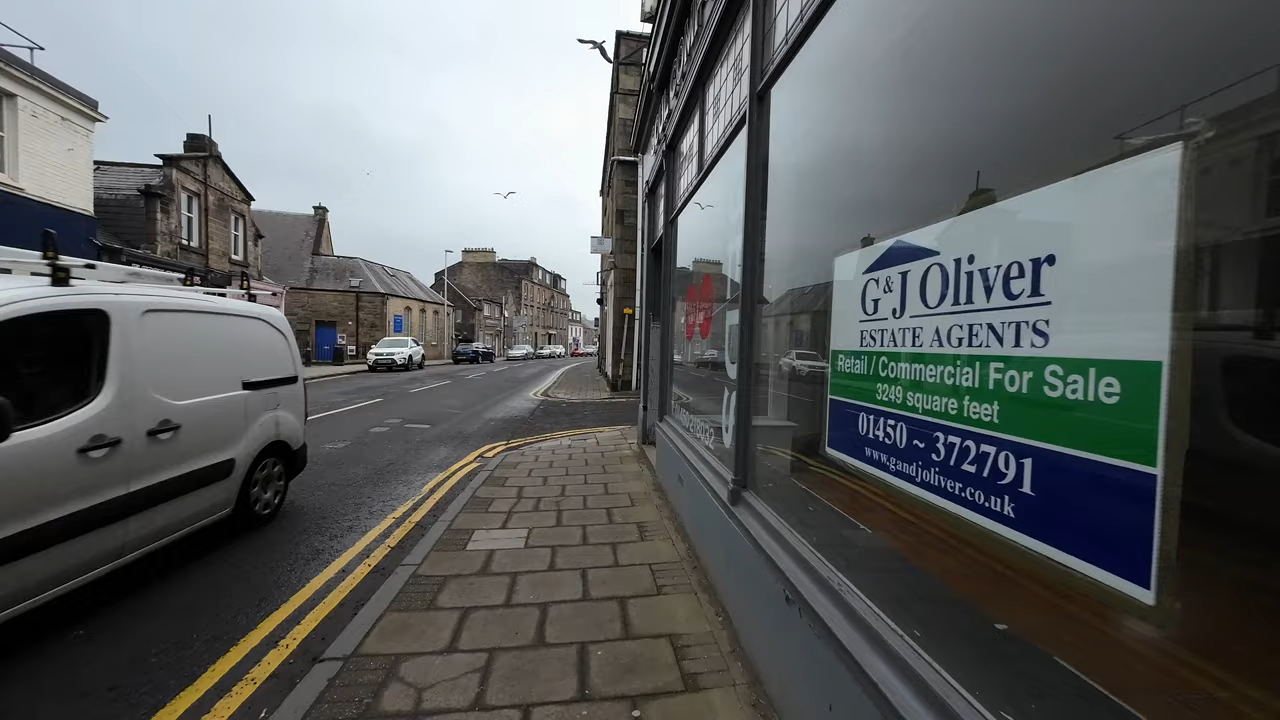 G&J Oliver
ESTATE AGENTS
Retail / Commercial For Sale
3249 square feet
01450 ~ 372791
www.gandjoliver.co.uk